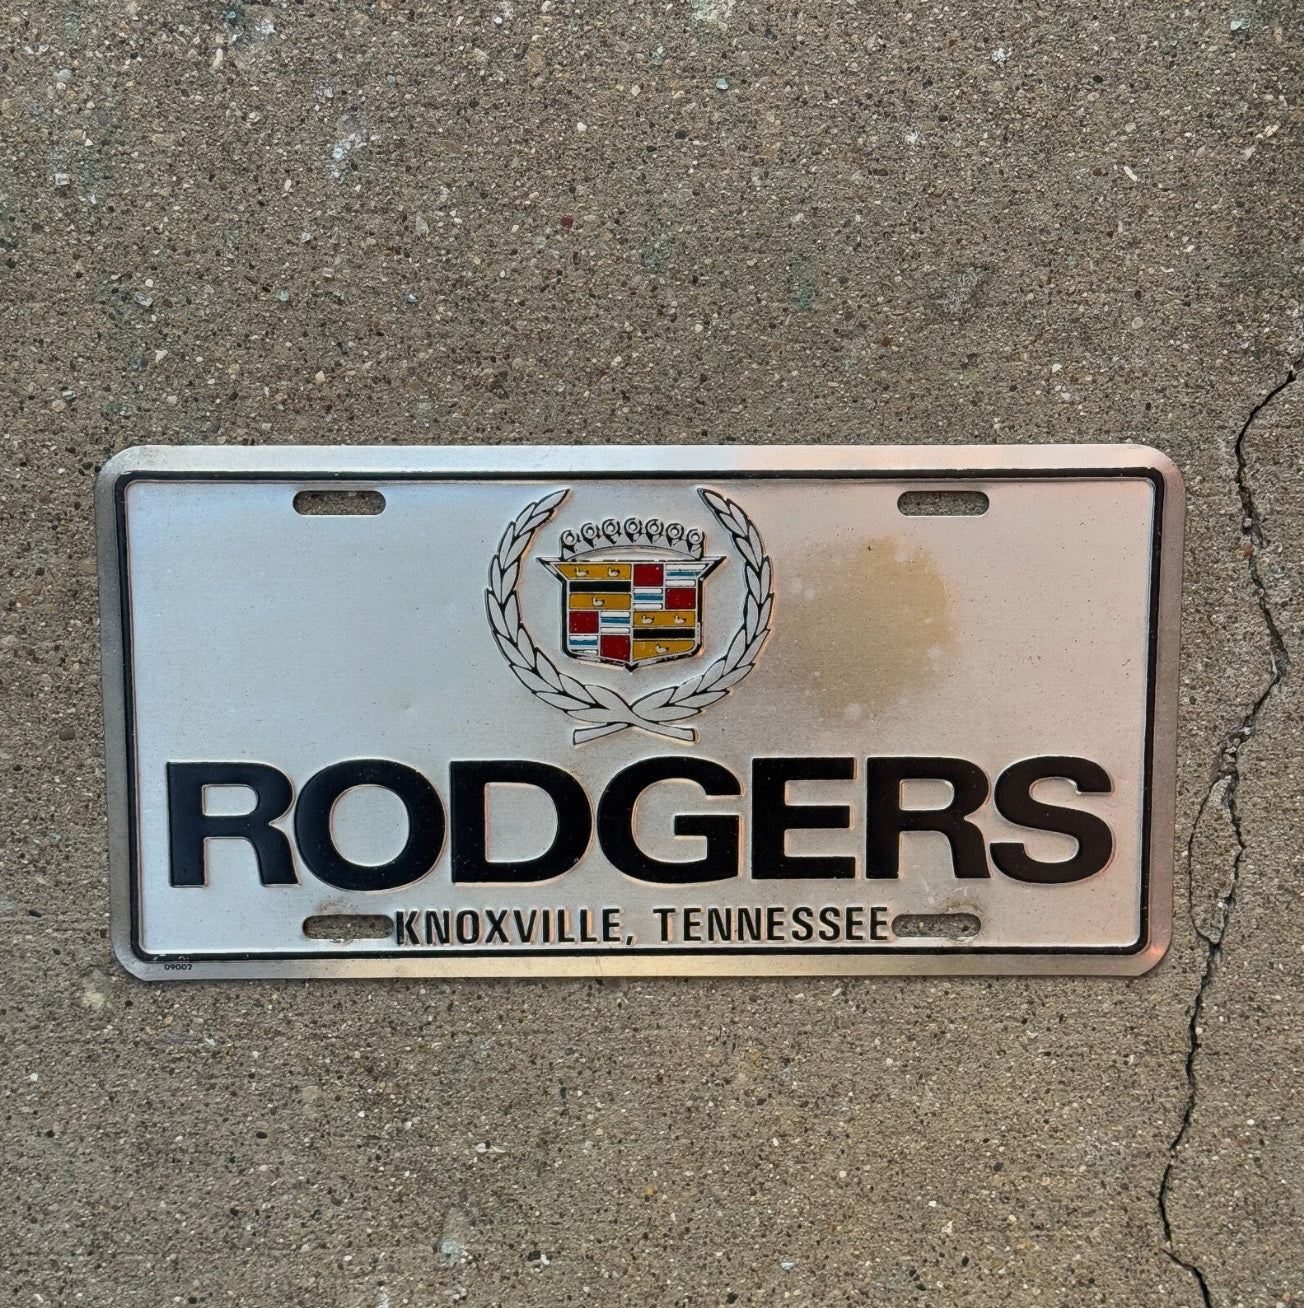 RODGERS
KNOXVILLE, TENNESSEE
09002